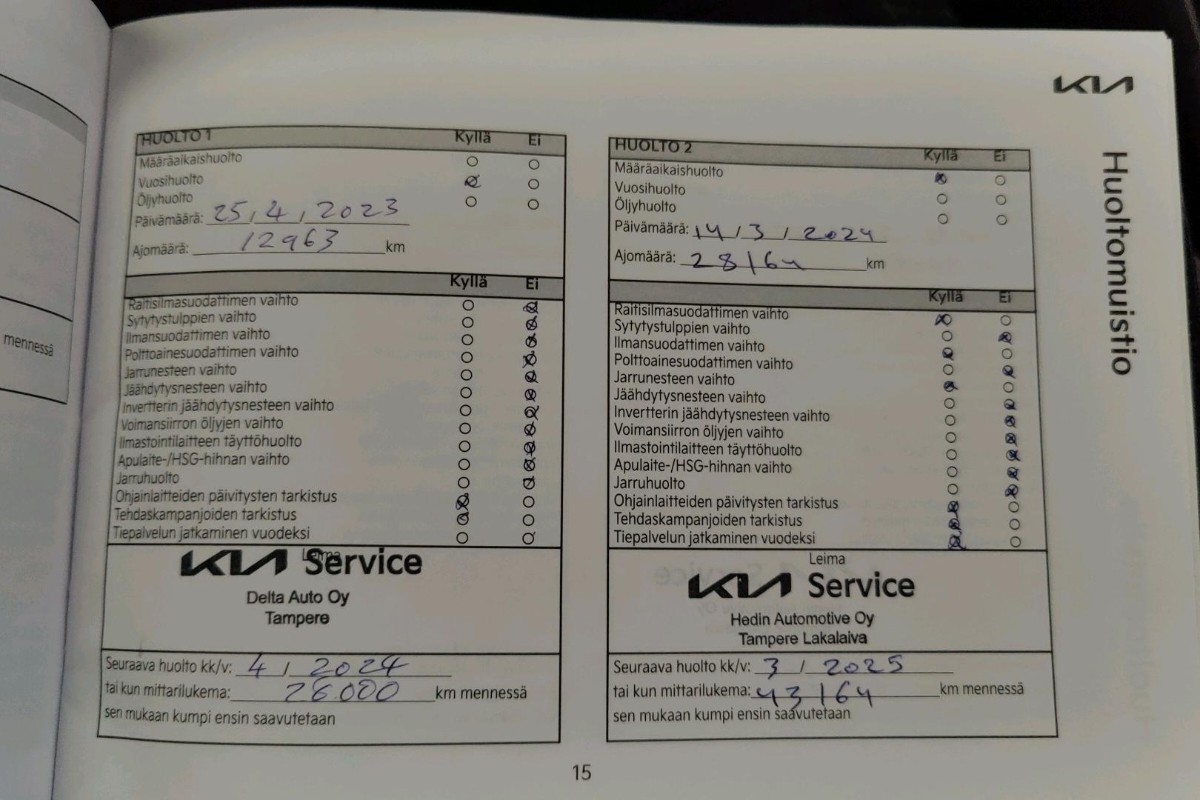 mennessä
KIA
Huoltomuistio
HUOLTO 1 Kyllä Ei
Määräaikaishuolto
Vuosihuolto
Öljyhuolto
Päivämäärä: 25 / 4 / 2023
Ajomäärä: 12963 km
Kyllä Ei
Raitisilmasuodattimen vaihto
Sytytystulppien vaihto
Ilmansuodattimen vaihto
Polttoainesuodattimen vaihto
Jarrunesteen vaihto
Jäähdytysnesteen vaihto
Invertterin jäähdytysnesteen vaihto
Voimansiirron öljyjen vaihto
Ilmastointilaitteen täyttöhuolto
Apulaite-/HSG-hihnan vaihto
Jarruhuolto
Ohjainlaitteiden päivitysten tarkistus
Tehdaskampanjoiden tarkistus
Tiepalvelun jatkaminen vuodeksi
Leima
KIA Service
Delta Auto Oy
Tampere
Seuraava huolto kk/v: 4 / 2024
tai kun mittarilukema: 28.000 km mennessä
sen mukaan kumpi ensin saavutetaan
HUOLTO 2 Kyllä Ei
Määräaikaishuolto
Vuosihuolto
Öljyhuolto
Päivämäärä: 14 / 3 / 2024
Ajomäärä: 28164 km
Kyllä Ei
Raitisilmasuodattimen vaihto
Sytytystulppien vaihto
Ilmansuodattimen vaihto
Polttoainesuodattimen vaihto
Jarrunesteen vaihto
Jäähdytysnesteen vaihto
Invertterin jäähdytysnesteen vaihto
Voimansiirron öljyjen vaihto
Ilmastointilaitteen täyttöhuolto
Apulaite-/HSG-hihnan vaihto
Jarruhuolto
Ohjainlaitteiden päivitysten tarkistus
Tehdaskampanjoiden tarkistus
Tiepalvelun jatkaminen vuodeksi
Leima
KIA Service
Hedin Automotive Oy
Tampere Lakalaiva
Seuraava huolto kk/v: 3 / 2025
tai kun mittarilukema: 43164 km mennessä
sen mukaan kumpi ensin saavutetaan
15